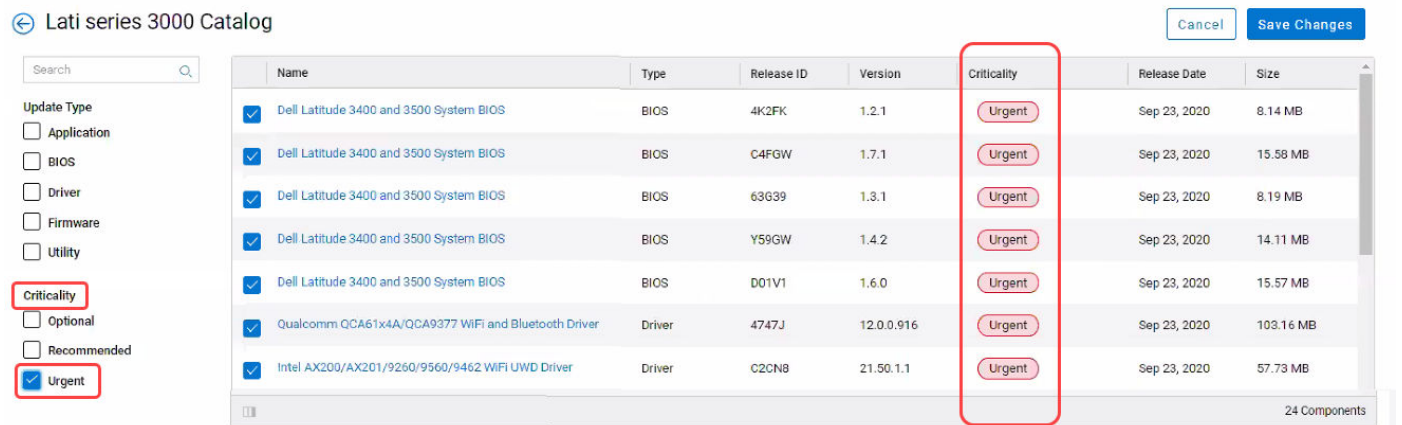 Lati series 3000 Catalog
Cancel
Save Changes
Search
Update Type
Application
BIOS
Driver
Firmware
Utility
Criticality
Optional
Recommended
Urgent
Name Type Release ID Version Criticality Release Date Size
Dell Latitude 3400 and 3500 System BIOS BIOS 4K2FK 1.2.1 Urgent Sep 23, 2020 8.14 MB
Dell Latitude 3400 and 3500 System BIOS BIOS C4FGW 1.7.1 Urgent Sep 23, 2020 15.58 MB
Dell Latitude 3400 and 3500 System BIOS BIOS 63G39 1.3.1 Urgent Sep 23, 2020 8.19 MB
Dell Latitude 3400 and 3500 System BIOS BIOS Y59GW 1.4.2 Urgent Sep 23, 2020 14.11 MB
Dell Latitude 3400 and 3500 System BIOS BIOS D01V1 1.6.0 Urgent Sep 23, 2020 15.57 MB
Qualcomm QCA61x4A/QCA9377 WiFi and Bluetooth Driver Driver 4747J 12.0.0.916 Urgent Sep 23, 2020 103.16 MB
Intel AX200/AX201/9260/9560/9462 WiFi UWD Driver Driver C2CN8 21.50.1.1 Urgent Sep 23, 2020 57.73 MB
24 Components